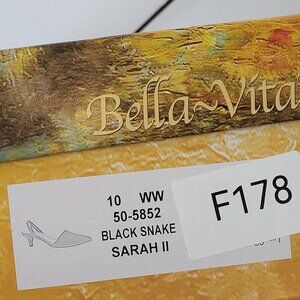 Bella~Vita
10 WW
50-5852
BLACK SNAKE
SARAH II
F178